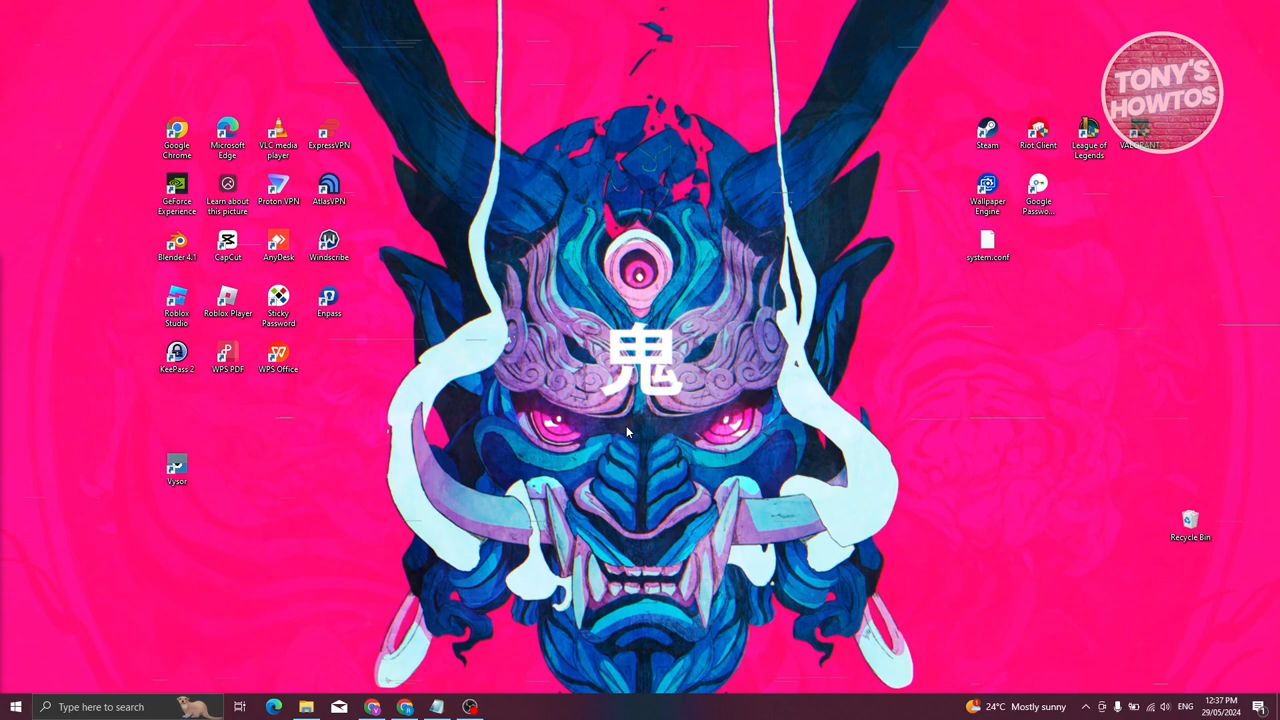 TONY'S
HOWTOS
Google
Chrome
Microsoft
Edge
VLC media
player
ExpressVPN
Steam
Riot Client
League of
Legends
GeForce
Experience
Learn about
this picture
Proton VPN
AtlasVPN
Wallpaper
Engine
Google
Passwo...
Blender 4.1
CapCut
AnyDesk
Windscribe
system.conf
Roblox
Studio
Roblox Player
Sticky
Password
Enpass
鬼
KeePass 2
WPS PDF
WPS Office
Vysor
Recycle Bin
Type here to search
24°C Mostly sunny
ENG
12:37 PM
29/05/2024
1